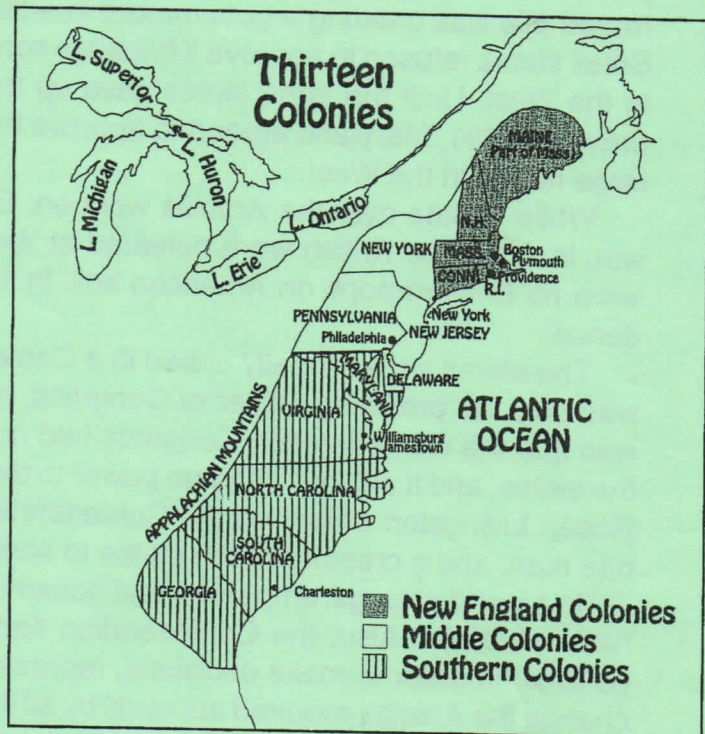 Thirteen
Colonies
L. Superior
L. Huron
L. Michigan
L. Ontario
L. Erie
MAINE
Part of Mass.
N.H.
NEW YORK
MASS.
Boston
Plymouth
CONN.
Providence
R.I.
New York
PENNSYLVANIA
NEW JERSEY
Philadelphia
MARYLAND
DELAWARE
VIRGINIA
ATLANTIC
OCEAN
Williamsburg
Jamestown
APPALACHIAN MOUNTAINS
NORTH CAROLINA
SOUTH
CAROLINA
GEORGIA
Charleston
New England Colonies
Middle Colonies
Southern Colonies